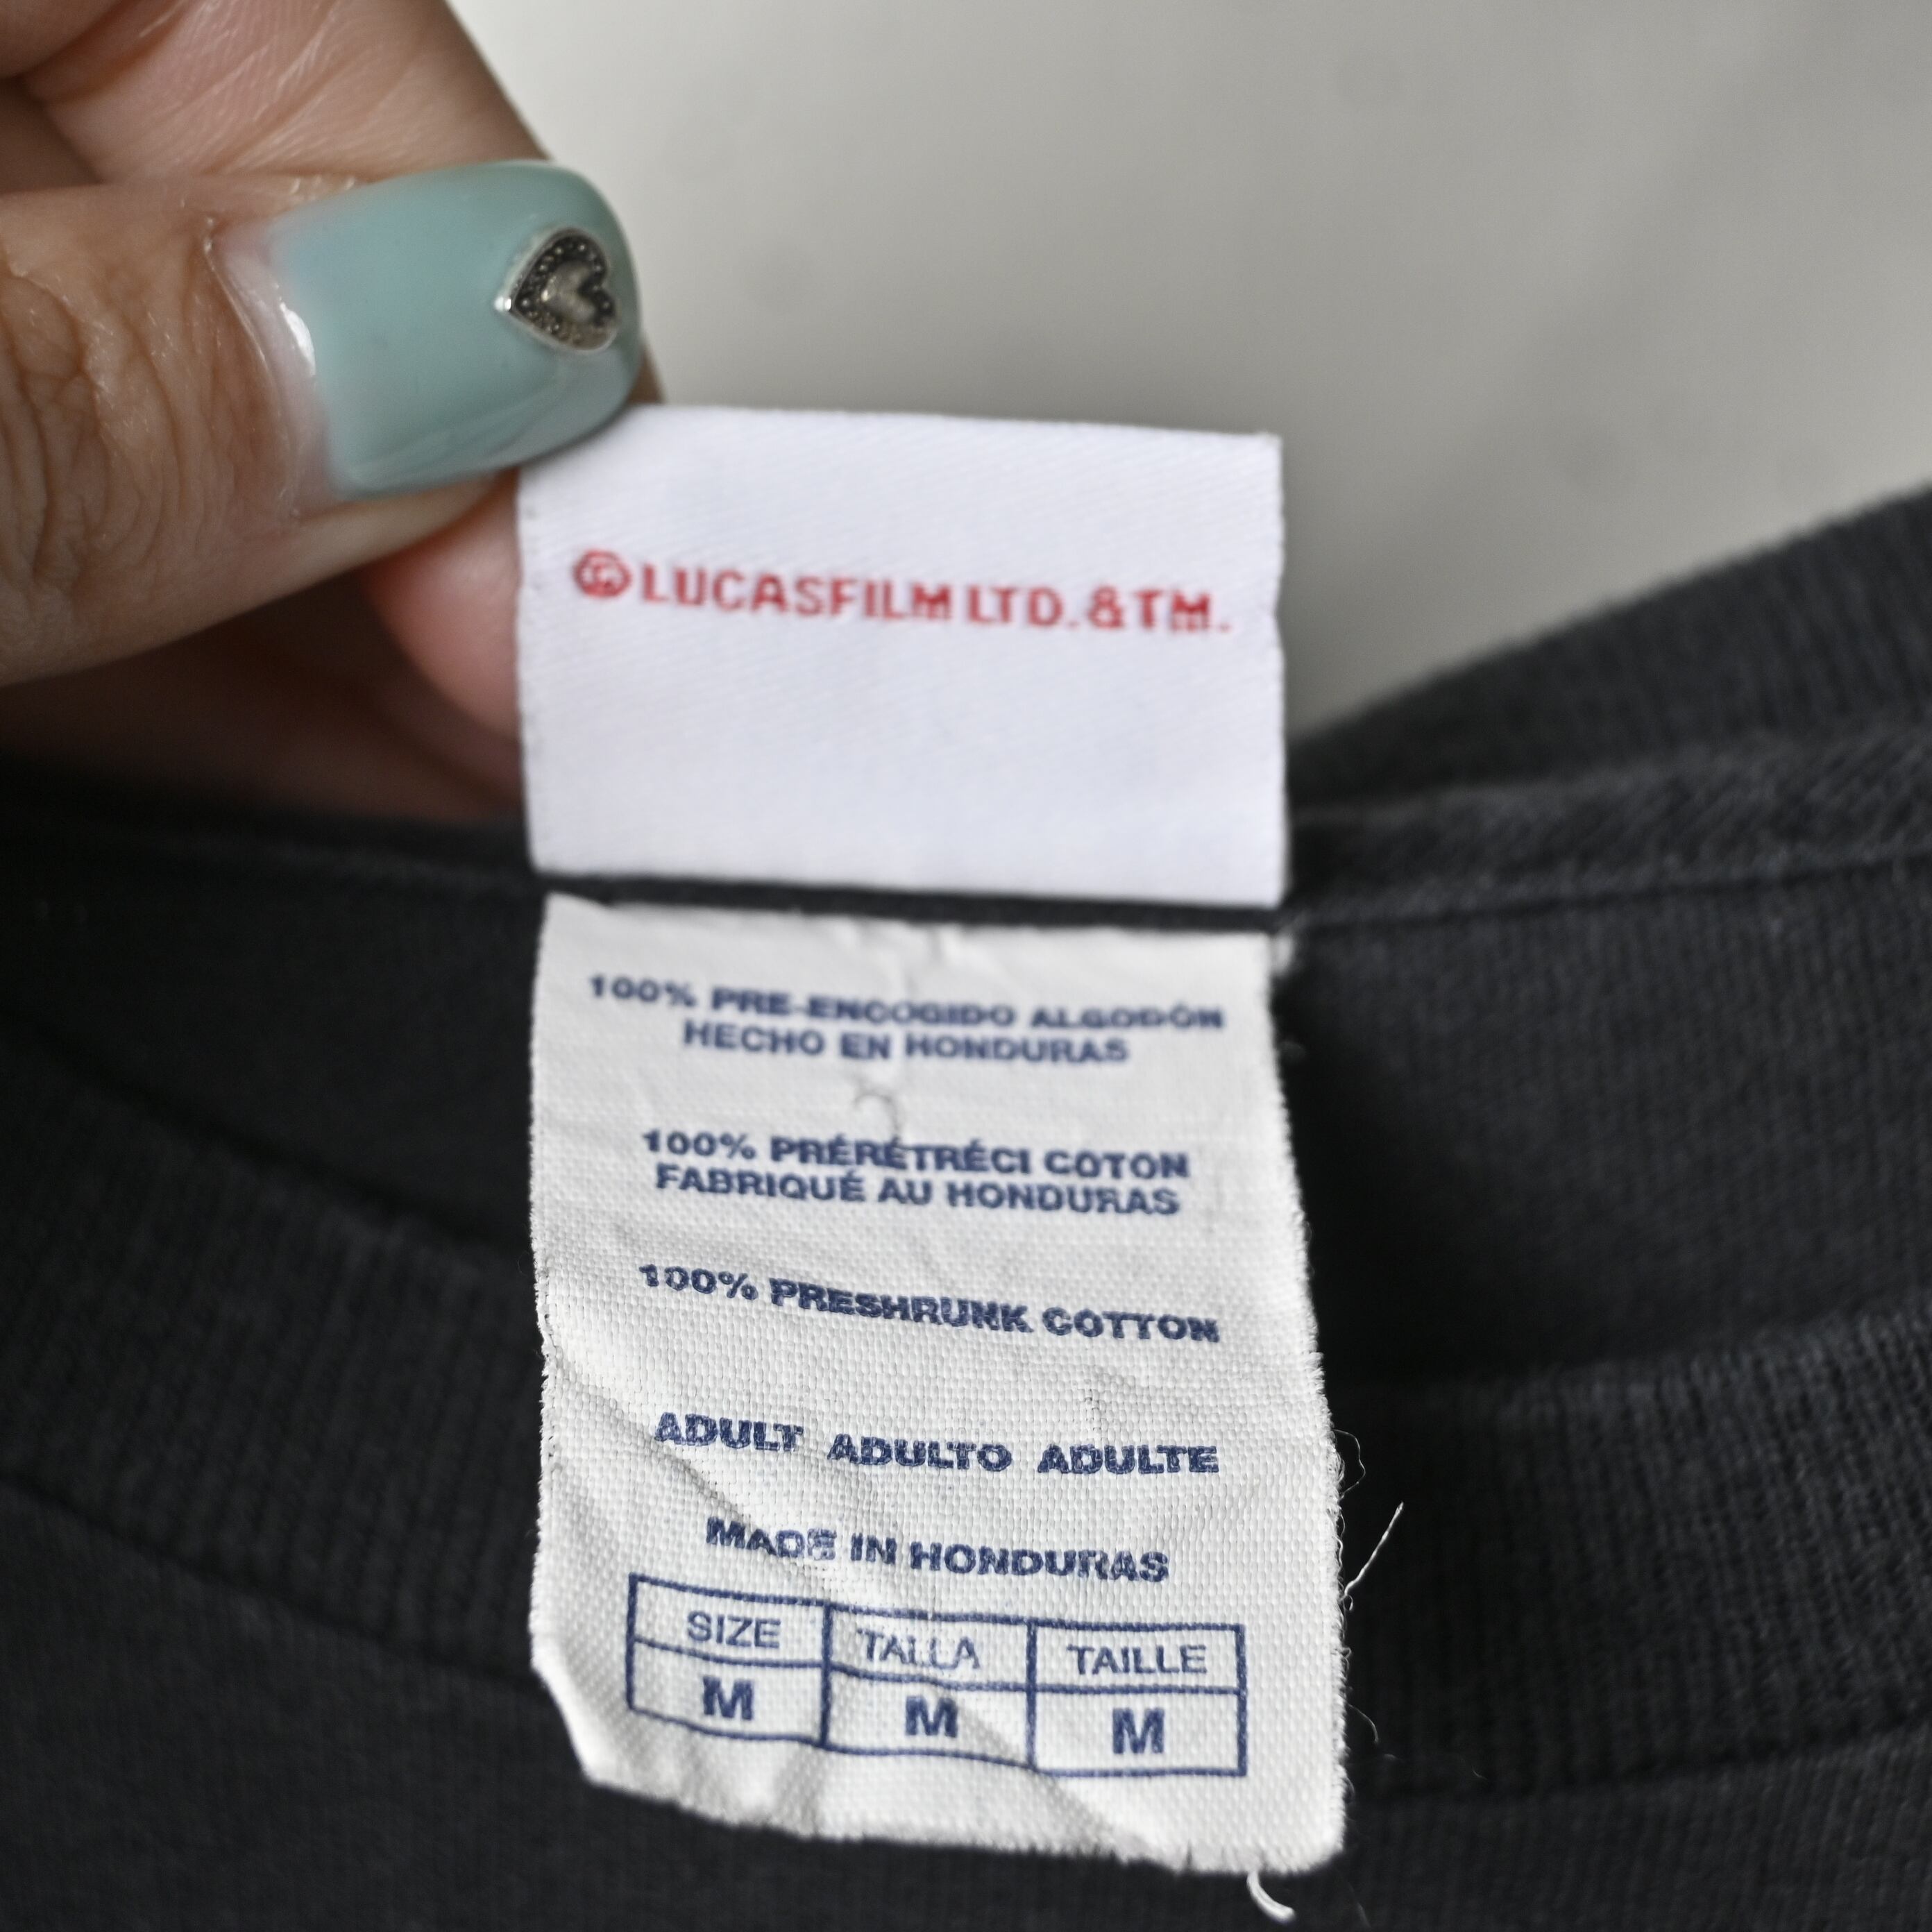 ©LUCASFILM LTD. & TM.
100% PRE-ENCOGIDO ALGODÓN
HECHO EN HONDURAS
100% PRÉRÉTRÉCI COTON
FABRIQUÉ AU HONDURAS
100% PRESHRUNK COTTON
ADULT ADULTO ADULTE
MADE IN HONDURAS
SIZE TALLA TAILLE
M M M